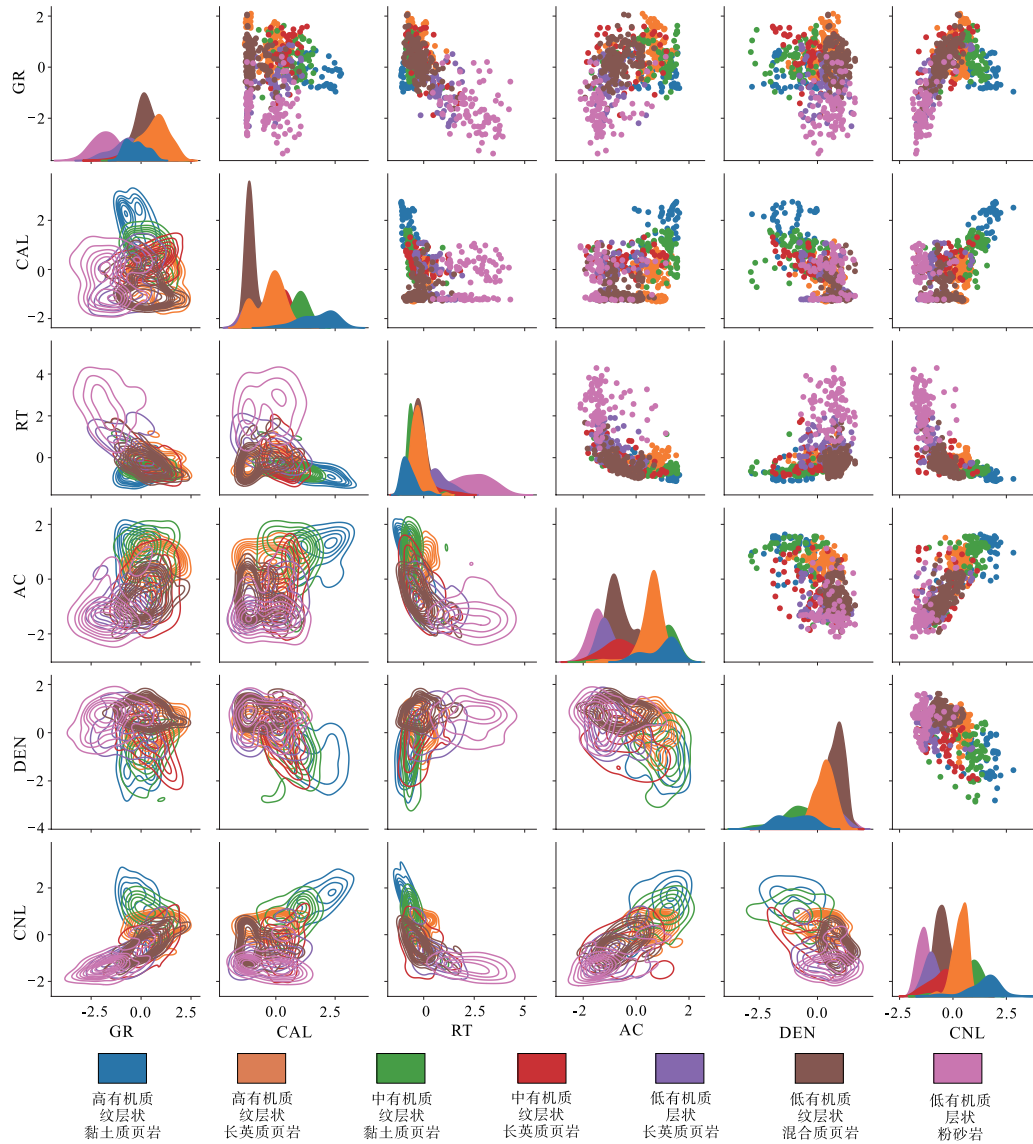 GR
2
0
−2
CAL
2
0
−2
RT
4
2
0
AC
2
0
−2
DEN
2
0
−2
−4
CNL
2
0
−2
−2.5 0.0 2.5
0.0 2.5
0 2.5 5
−2 0 2
−2.5 0.0
−2.5 0.0 2.5
GR CAL RT AC DEN CNL
高有机质
纹层状
黏土质页岩
高有机质
纹层状
长英质页岩
中有机质
纹层状
黏土质页岩
中有机质
纹层状
长英质页岩
低有机质
层状
长英质页岩
低有机质
纹层状
混合质页岩
低有机质
层状
粉砂岩